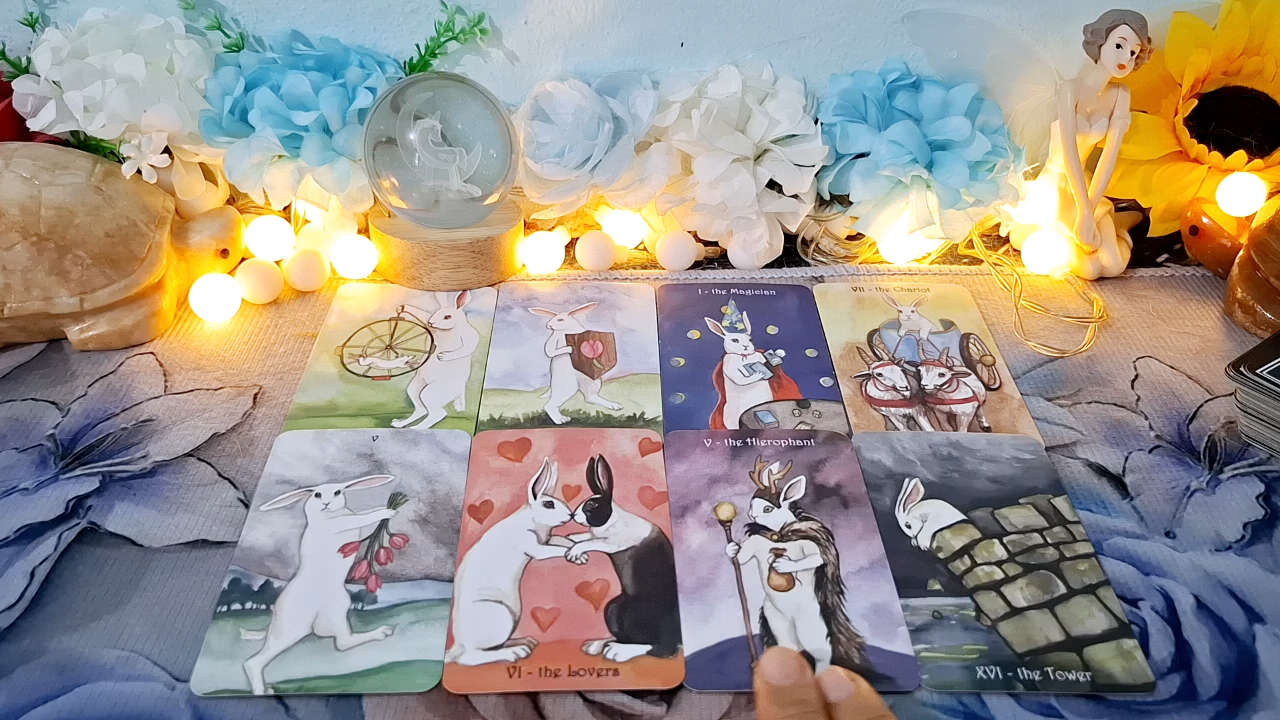 I - the Magician
VII - the Chariot
V
V - the Hierophant
VI - the Lovers
XVI - the Tower